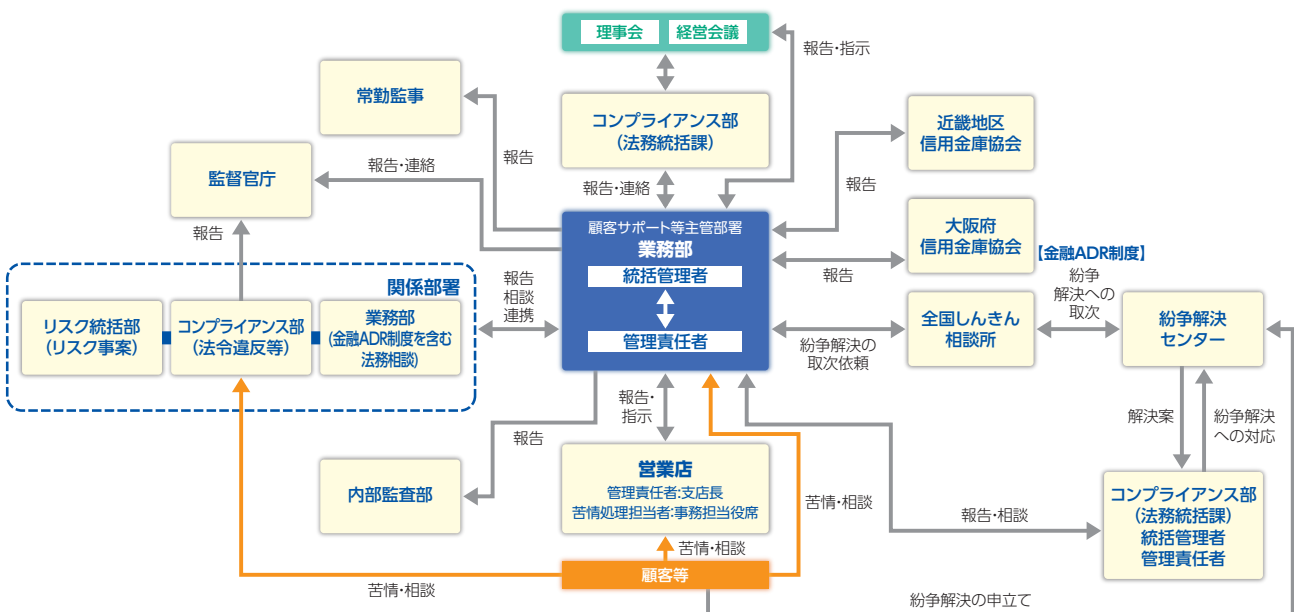 理事会 経営会議
報告・指示
常勤監事
コンプライアンス部
(法務統括課)
近畿地区
信用金庫協会
監督官庁
報告・連絡
報告
報告・連絡
報告
報告
顧客サポート等主管部署
業務部
統括管理者
管理責任者
大阪府
信用金庫協会
【金融ADR制度】
報告
関係部署
リスク統括部
(リスク事案)
コンプライアンス部
(法令違反等)
業務部
(金融ADR制度を含む
法務相談)
報告
相談
連携
全国しんきん
相談所
紛争解決の
取次依頼
紛争
解決への
取次
紛争解決
センター
報告・
指示
解決案
紛争解決
への対応
報告
内部監査部
営業店
管理責任者:支店長
苦情処理担当者:事務担当役席
苦情・相談
報告・相談
コンプライアンス部
(法務統括課)
統括管理者
管理責任者
苦情・相談
苦情・相談
顧客等
紛争解決の申立て